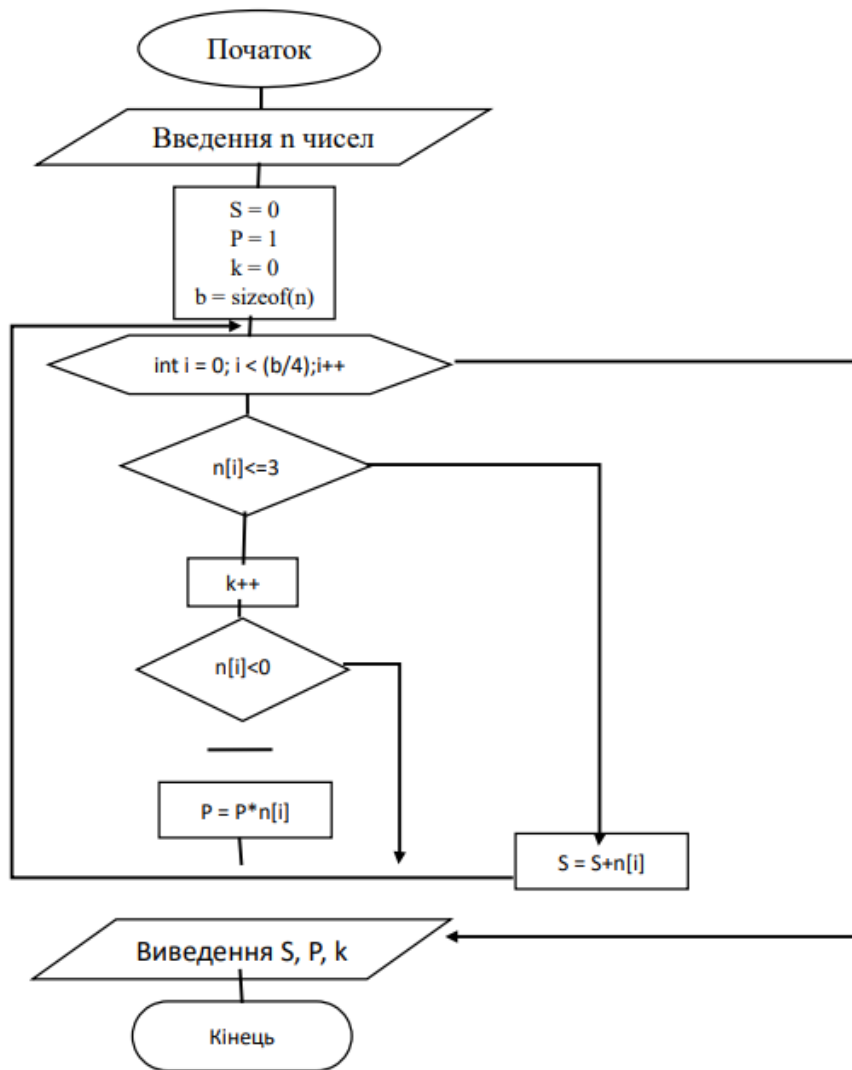 Початок
Введення n чисел
S = 0
P = 1
k = 0
b = sizeof(n)
int i = 0; i < (b/4);i++
n[i]<=3
k++
n[i]<0
P = P*n[i]
S = S+n[i]
Виведення S, P, k
Кінець